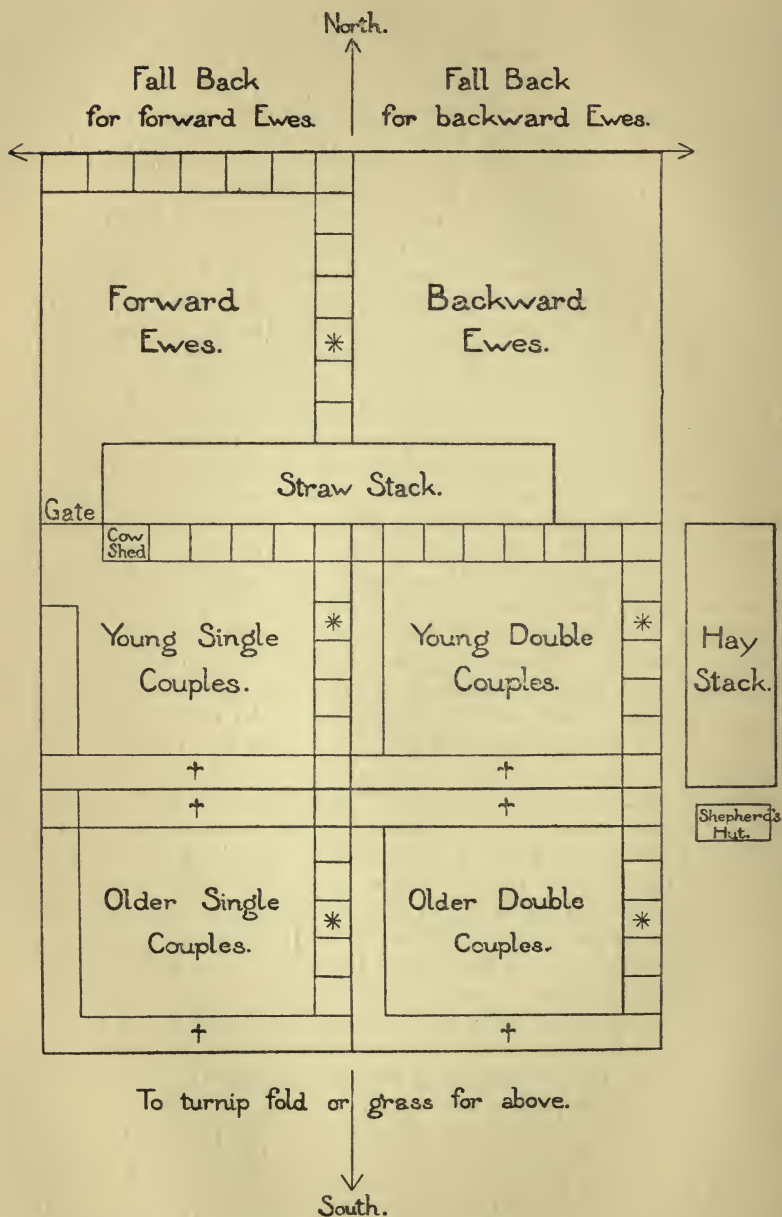 North.
Fall Back
for forward Ewes.
Fall Back
for backward Ewes.
Forward
Ewes.
*
Backward
Ewes.
Straw Stack.
Gate
Cow
Shed
Young Single
Couples.
*
Young Double
Couples.
*
Hay
Stack.
†
†
†
†
Shepherd's
Hut.
Older Single
Couples.
*
Older Double
Couples.
*
†
†
To turnip fold or grass for above.
South.